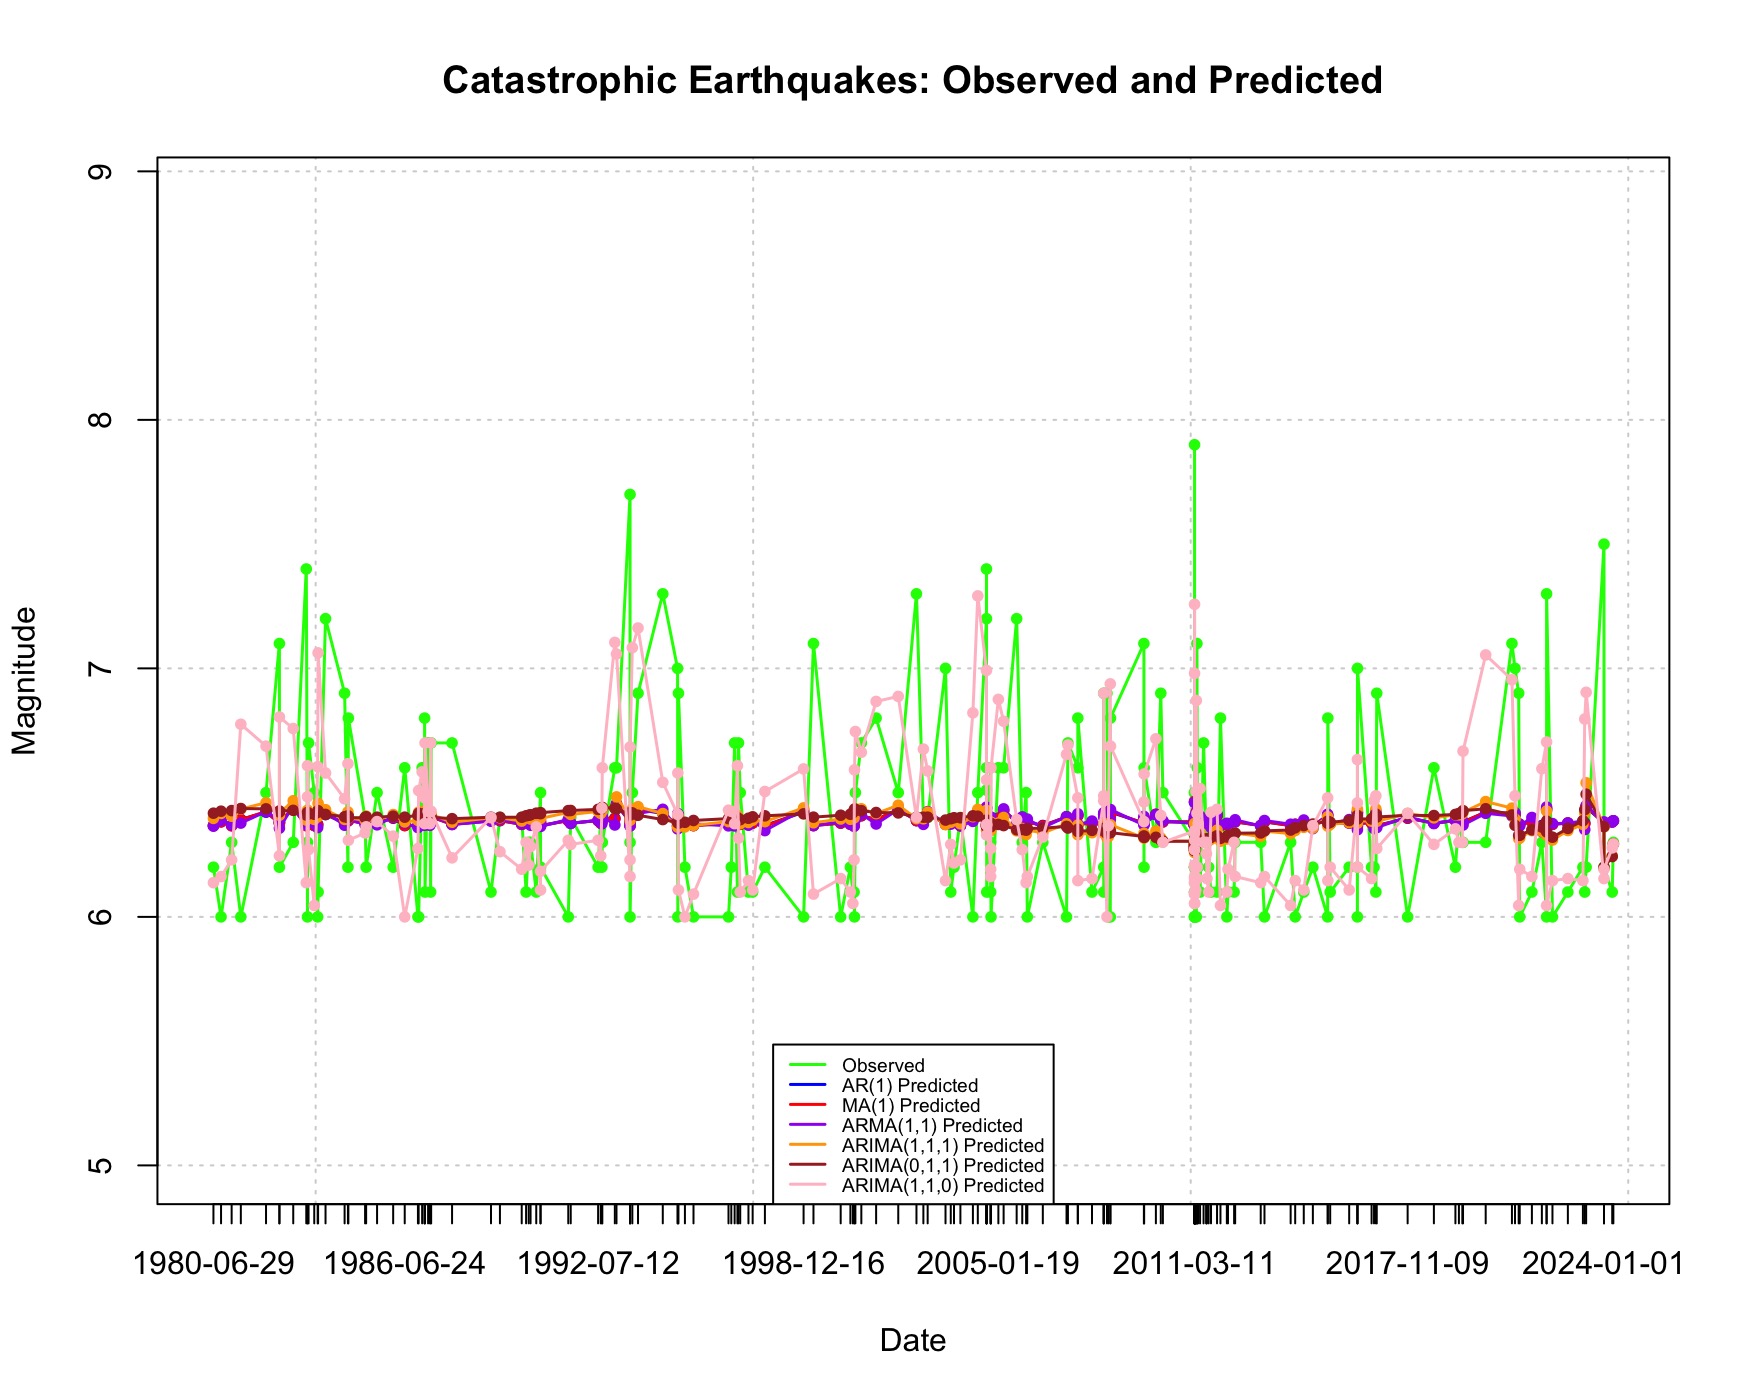 Catastrophic Earthquakes: Observed and Predicted
Magnitude
9
8
7
6
5
Observed
AR(1) Predicted
MA(1) Predicted
ARMA(1,1) Predicted
ARIMA(1,1,1) Predicted
ARIMA(0,1,1) Predicted
ARIMA(1,1,0) Predicted
1980-06-29 1986-06-24 1992-07-12 1998-12-16 2005-01-19 2011-03-11 2017-11-09 2024-01-01
Date